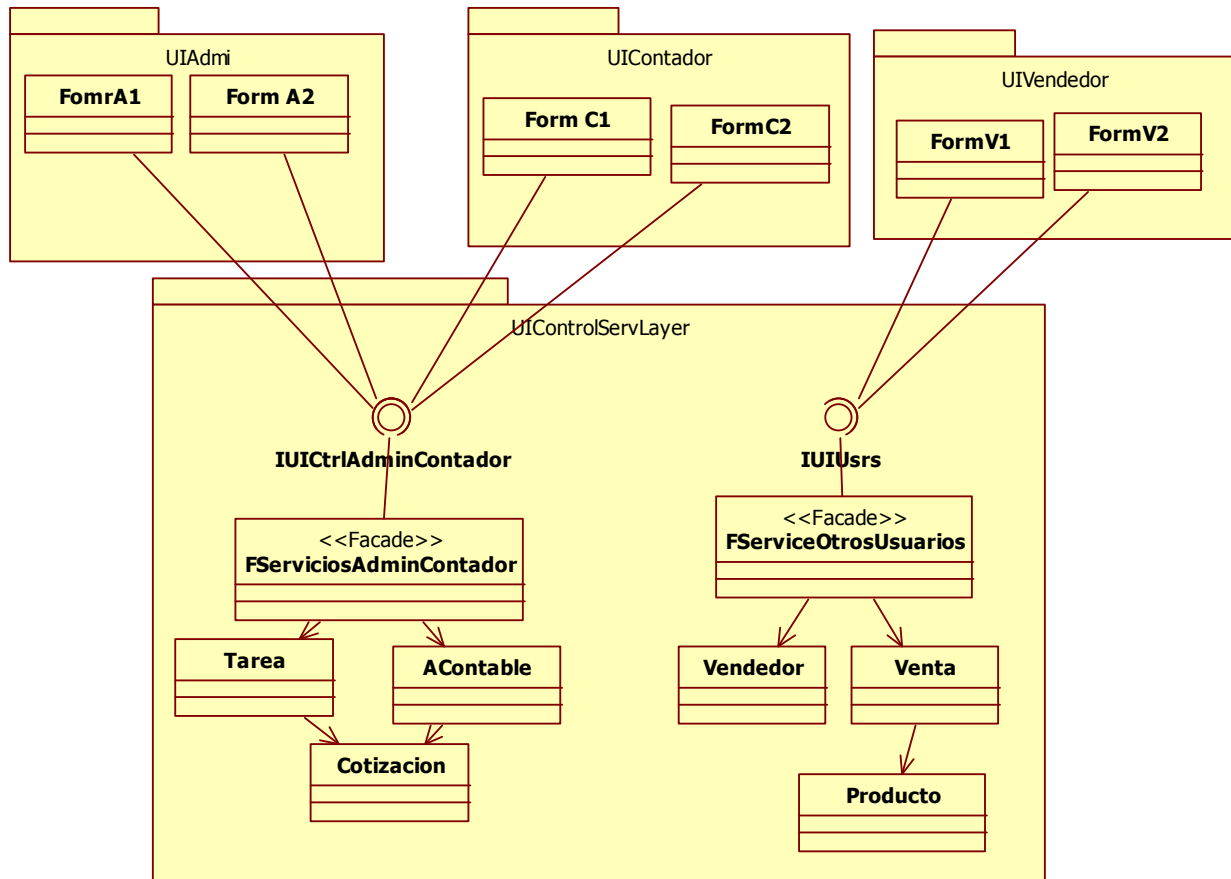 UIAdmi
FomrA1
Form A2
UIContador
Form C1
FormC2
UIVendedor
FormV1
FormV2
UIControlServLayer
IUICtrlAdminContador
IUIUsrs
<<Facade>>
FServiciosAdminContador
<<Facade>>
FServiceOtrosUsuarios
Tarea
AContable
Vendedor
Venta
Cotizacion
Producto